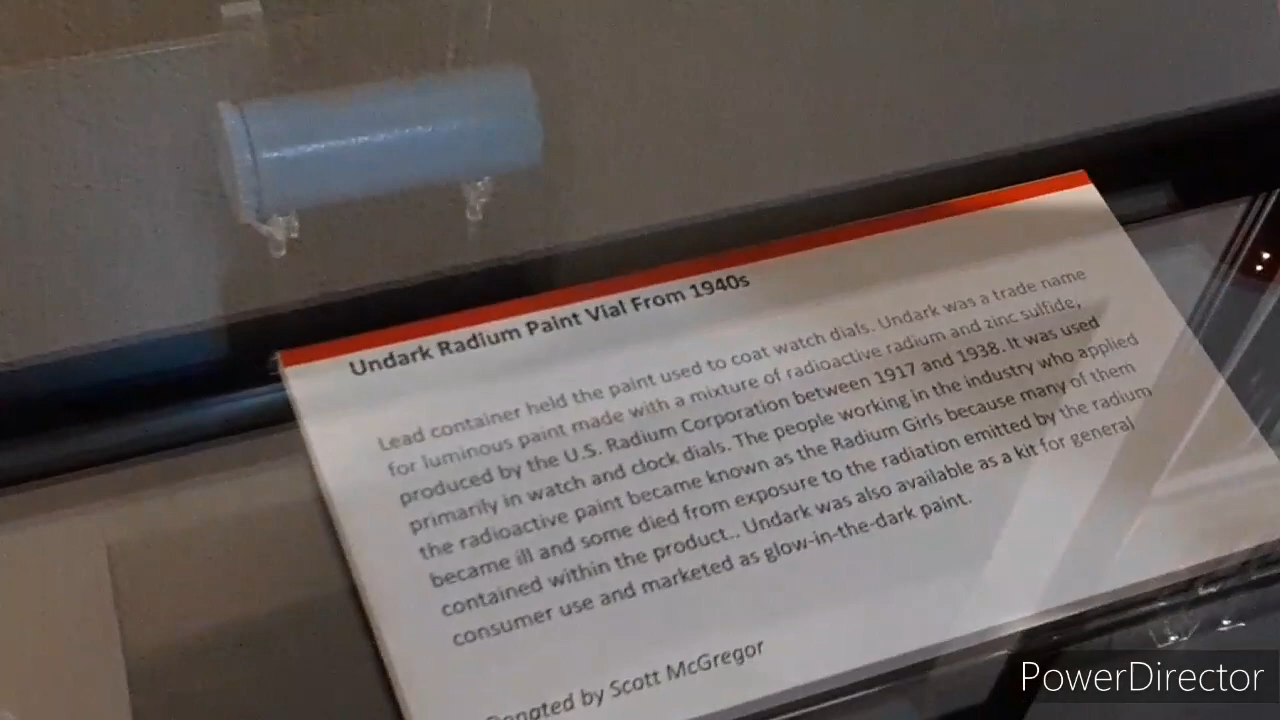 Undark Radium Paint Vial From 1940s
Lead container held the paint used to coat watch dials. Undark was a trade name
for luminous paint made with a mixture of radioactive radium and zinc sulfide,
produced by the U.S. Radium Corporation between 1917 and 1938. It was used
primarily in watch and clock dials. The people working in the industry who applied
the radioactive paint became known as the Radium Girls because many of them
became ill and some died from exposure to the radiation emitted by the radium
contained within the product.. Undark was also available as a kit for general
consumer use and marketed as glow-in-the-dark paint.
Donated by Scott McGregor
PowerDirector